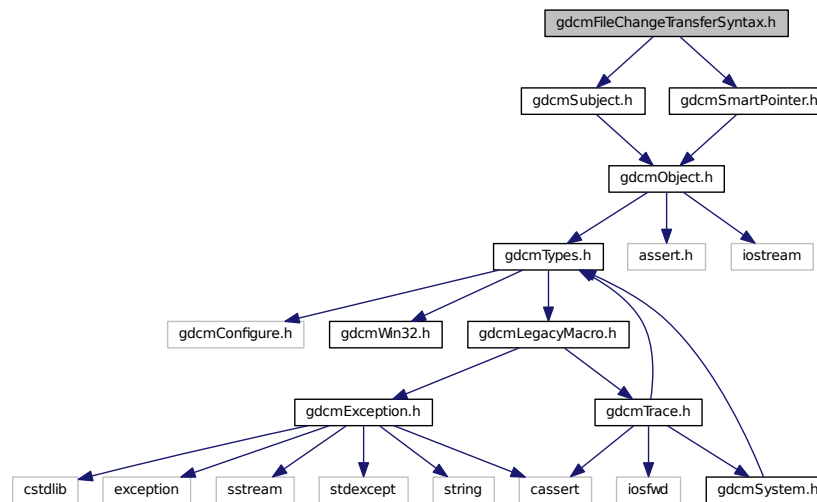 gdcmFileChangeTransferSyntax.h
gdcmSubject.h
gdcmSmartPointer.h
gdcmObject.h
gdcmTypes.h
assert.h
iostream
gdcmConfigure.h
gdcmWin32.h
gdcmLegacyMacro.h
gdcmException.h
gdcmTrace.h
cstdlib
exception
sstream
stdexcept
string
cassert
iosfwd
gdcmSystem.h